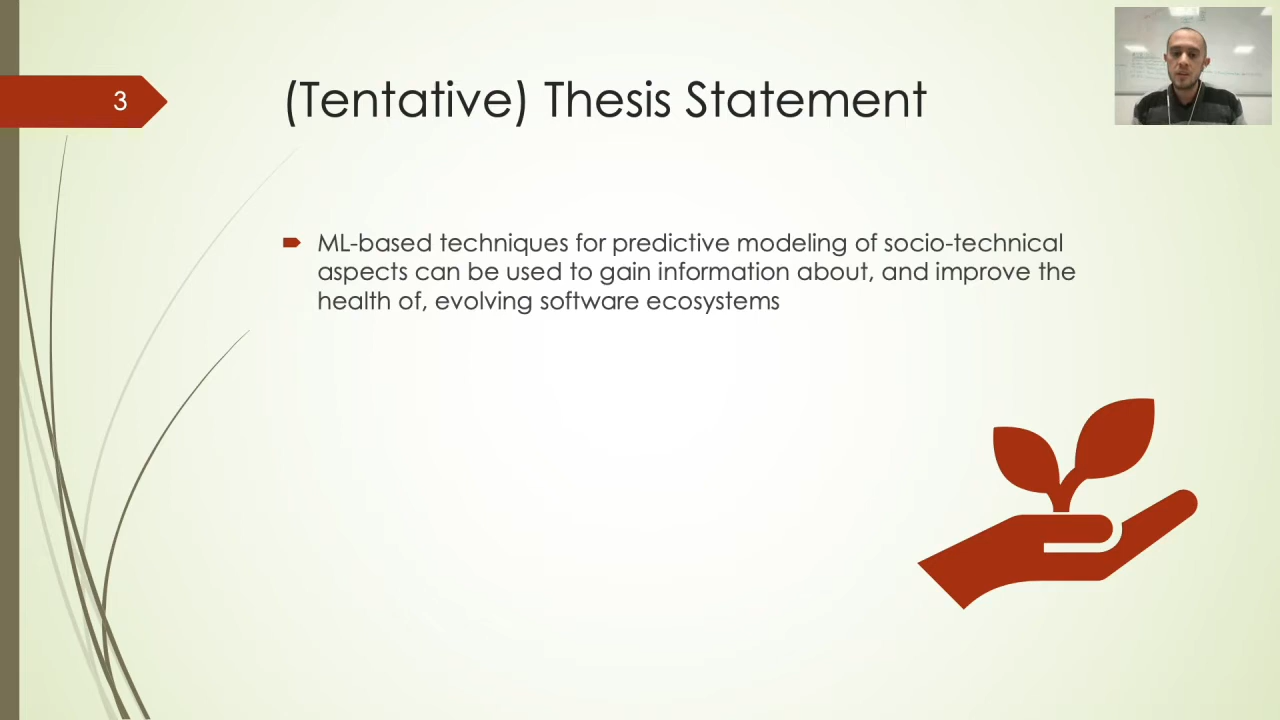 3
(Tentative) Thesis Statement
ML-based techniques for predictive modeling of socio-technical
aspects can be used to gain information about, and improve the
health of, evolving software ecosystems